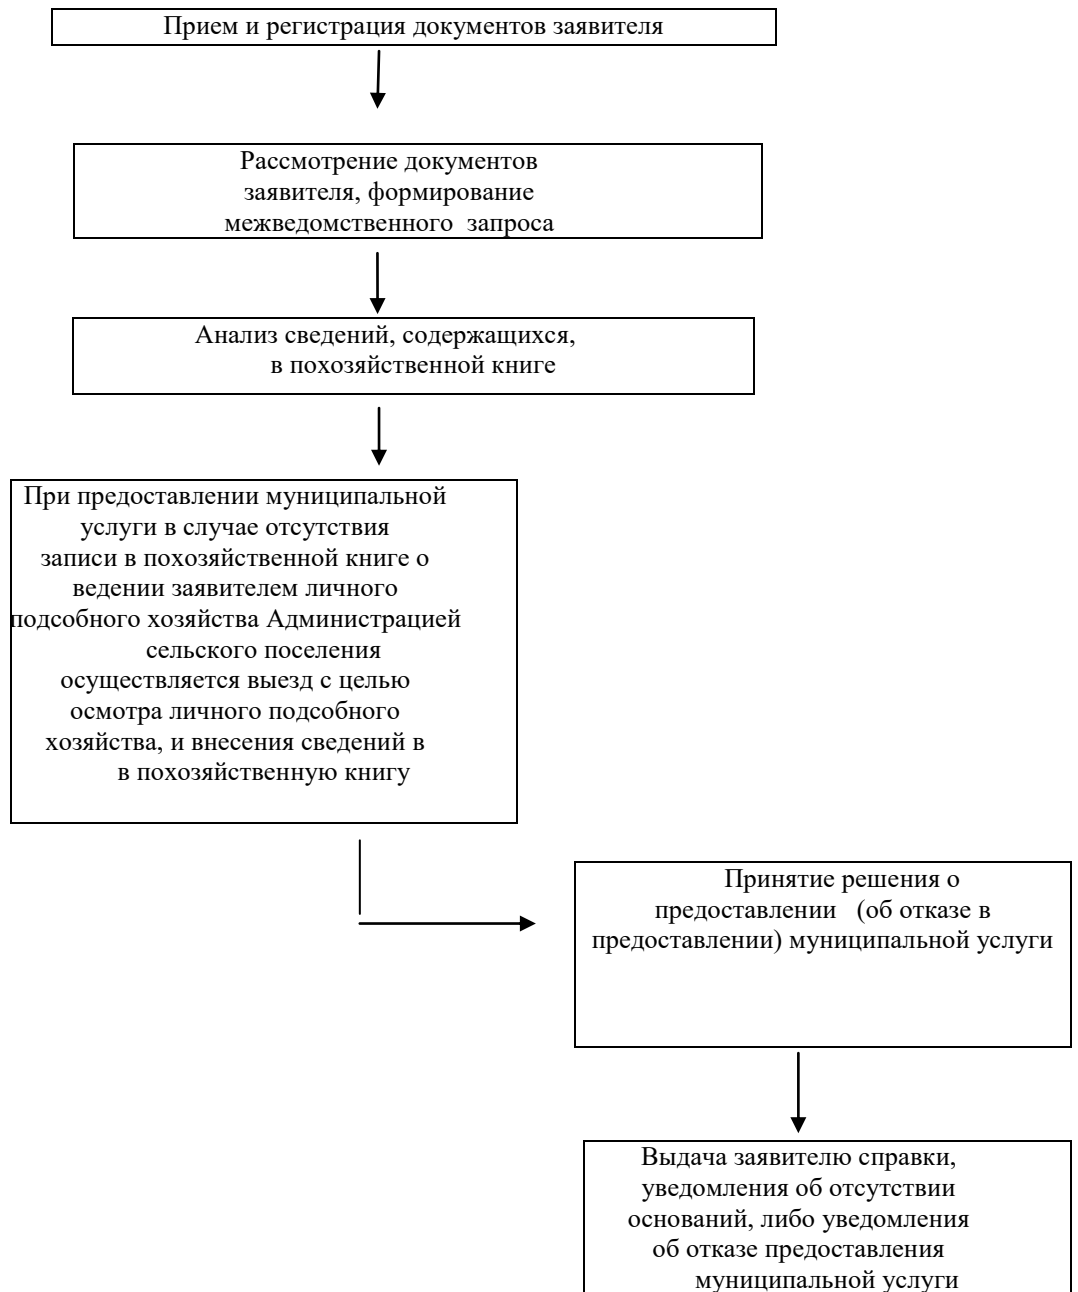 Прием и регистрация документов заявителя
Рассмотрение документов
заявителя, формирование
межведомственного запроса
Анализ сведений, содержащихся,
в похозяйственной книге
При предоставлении муниципальной
услуги в случае отсутствия
записи в похозяйственной книге о
ведении заявителем личного
подсобного хозяйства Администрацией
сельского поселения
осуществляется выезд с целью
осмотра личного подсобного
хозяйства, и внесения сведений в
в похозяйственную книгу
Принятие решения о
предоставлении (об отказе в
предоставлении) муниципальной услуги
Выдача заявителю справки,
уведомления об отсутствии
оснований, либо уведомления
об отказе предоставления
муниципальной услуги